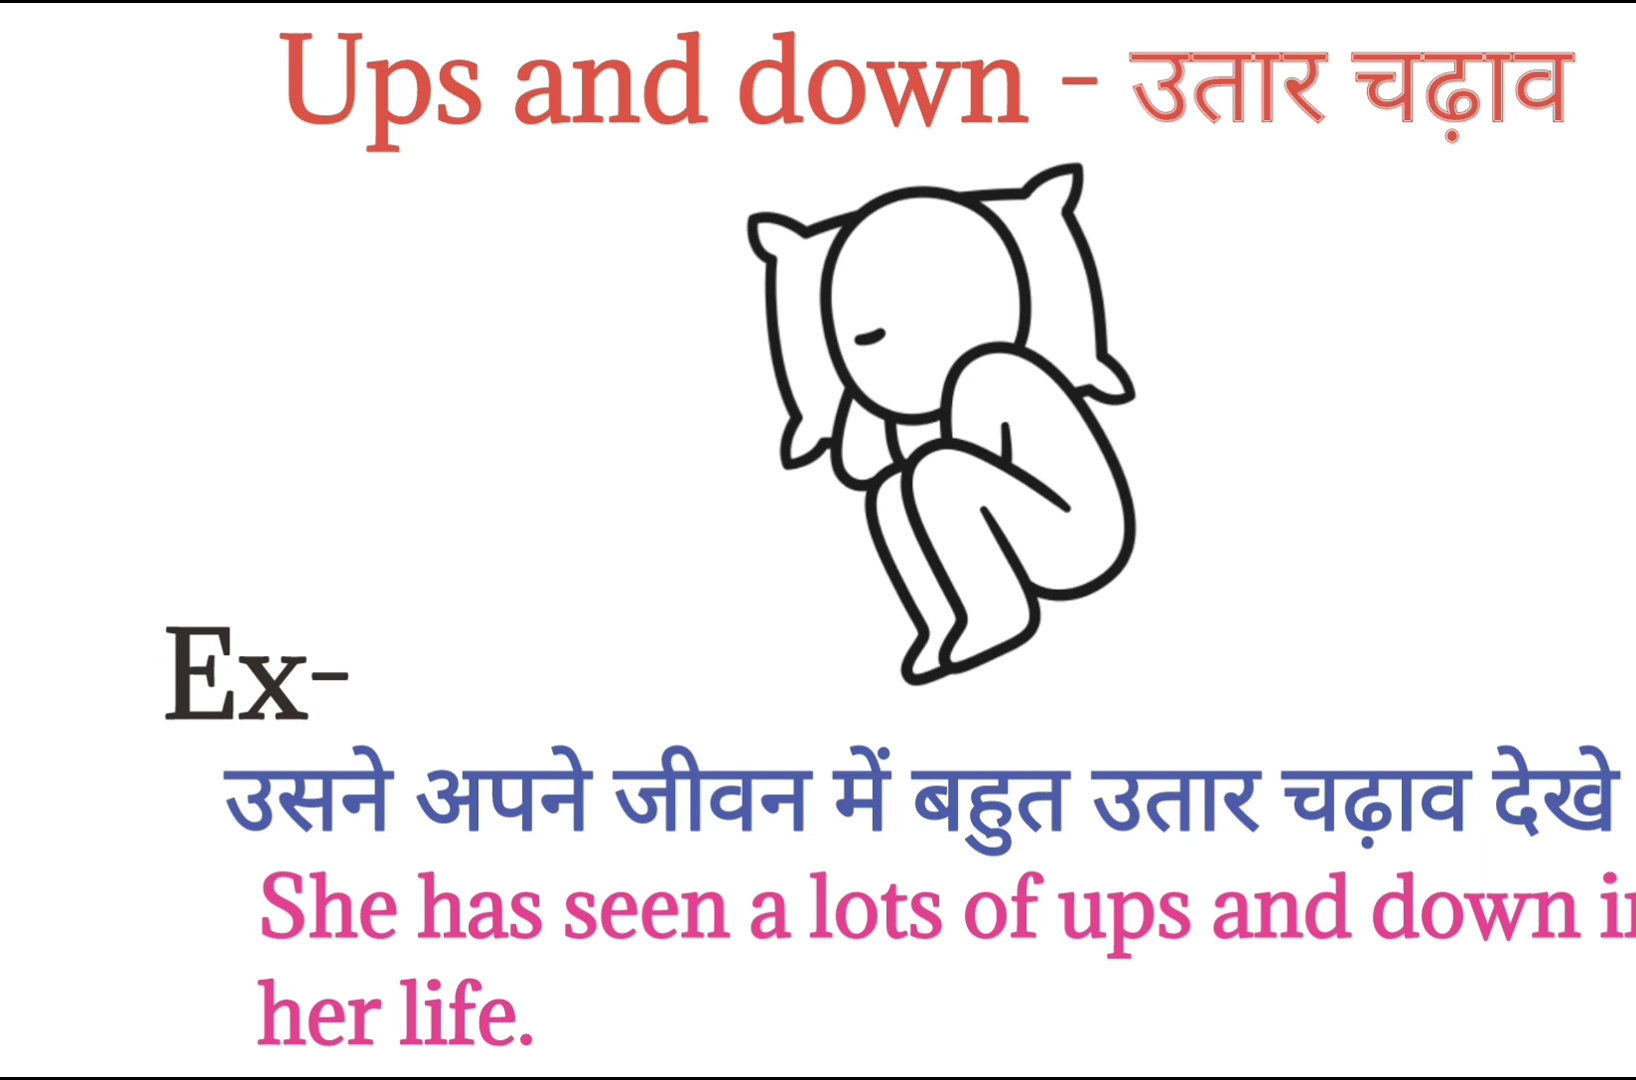 Ups and down - उतार चढ़ाव
Ex-
उसने अपने जीवन में बहुत उतार चढ़ाव देखे
She has seen a lots of ups and down in
her life.